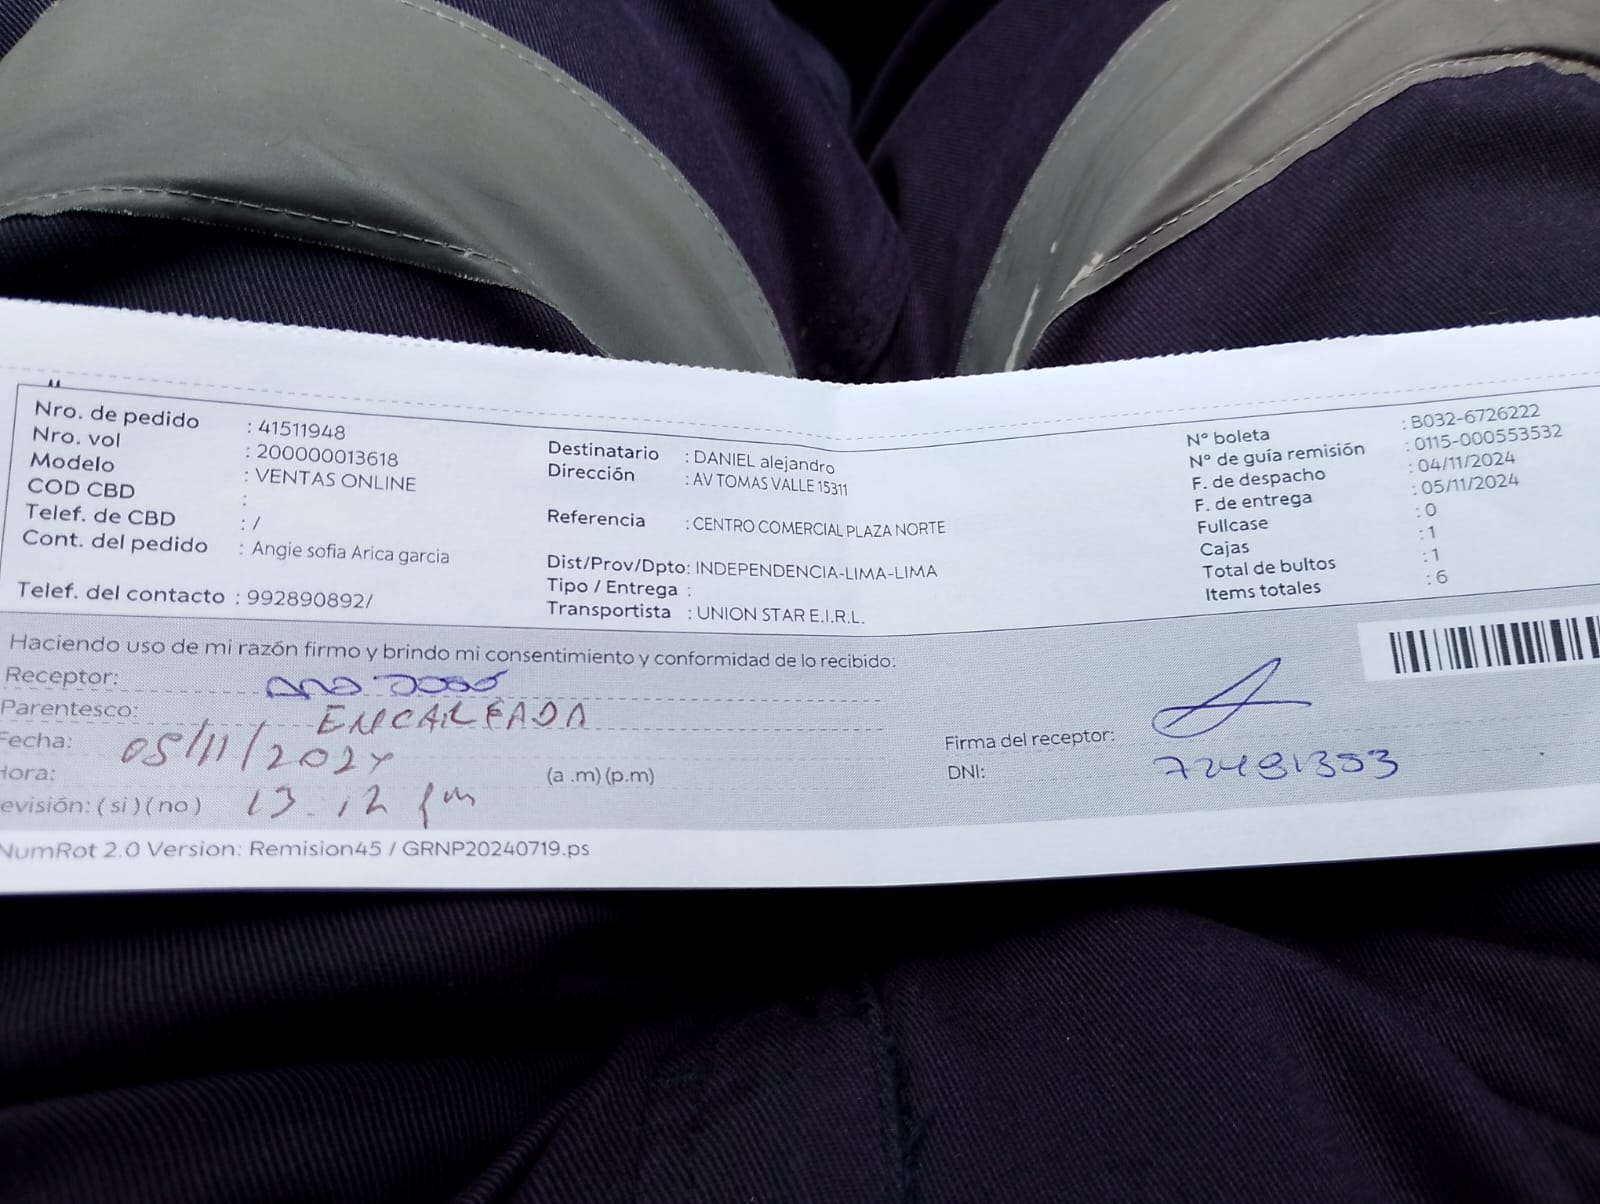 Nro. de pedido : 41511948
Nro. vol : 200000013618
Modelo : VENTAS ONLINE
COD CBD :
Telef. de CBD : /
Cont. del pedido : Angie sofia Arica garcia
Telef. del contacto : 992890892/
Destinatario : DANIEL alejandro
Dirección : AV TOMAS VALLE 15311
Referencia : CENTRO COMERCIAL PLAZA NORTE
Dist/Prov/Dpto: INDEPENDENCIA-LIMA-LIMA
Tipo / Entrega :
Transportista : UNION STAR E.I.R.L.
N° boleta : B032-6726222
N° de guía remisión : 0115-000553532
F. de despacho : 04/11/2024
F. de entrega : 05/11/2024
Fullcase : 0
Cajas : 1
Total de bultos : 1
Items totales : 6
Haciendo uso de mi razón firmo y brindo mi consentimiento y conformidad de lo recibido:
Receptor:
Parentesco: ENCARGADA
Fecha: 05/11/2024
Hora: (a .m) (p.m)
evisión: ( si ) ( no ) 13.12 pm
Firma del receptor:
DNI:
NumRot 2.0 Version: Remision45 / GRNP20240719.ps